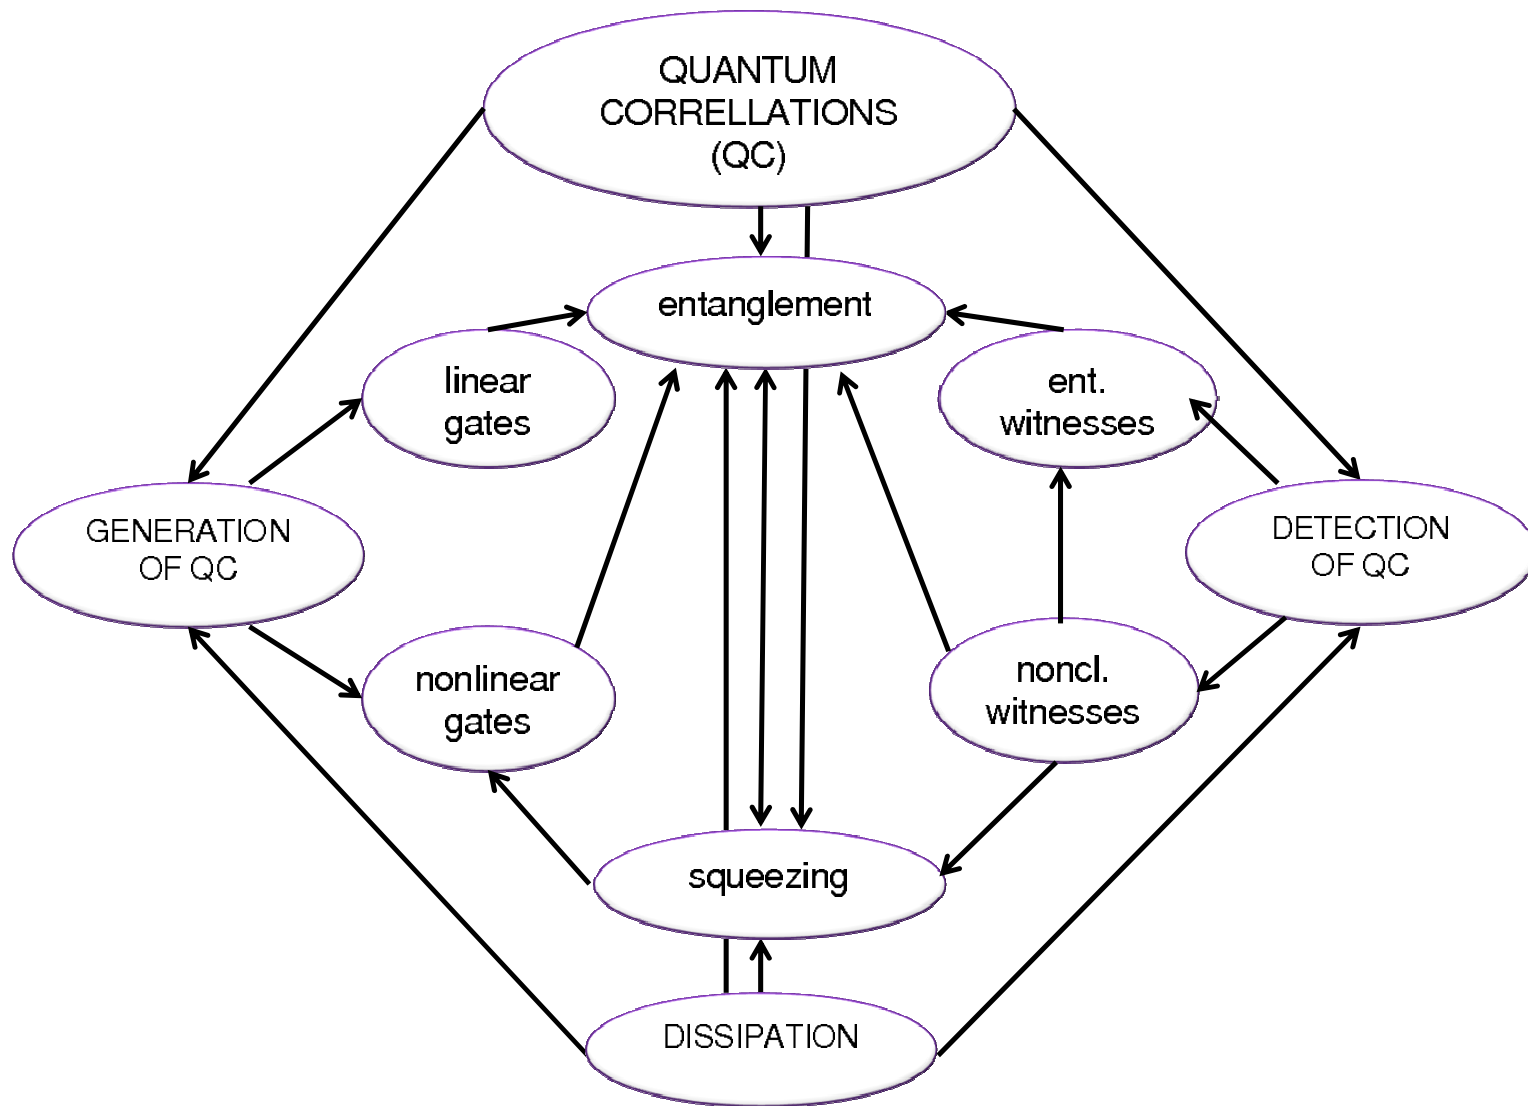 QUANTUM
CORRELLATIONS
(QC)
entanglement
linear
gates
ent.
witnesses
GENERATION
OF QC
DETECTION
OF QC
nonlinear
gates
noncl.
witnesses
squeezing
DISSIPATION